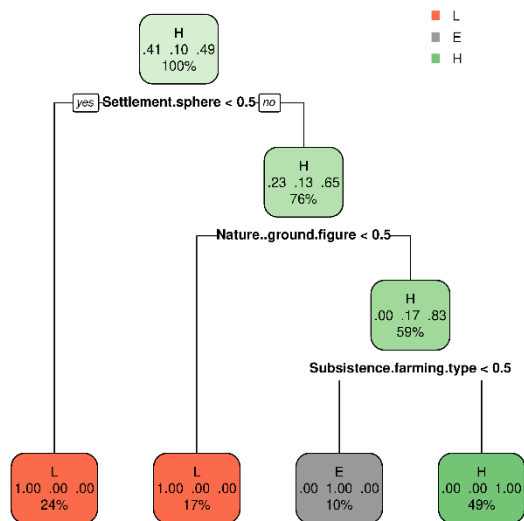 H
.41 .10 .49
100%
L
E
H
yes Settlement.sphere < 0.5 no
H
.23 .13 .65
76%
Nature..ground.figure < 0.5
H
.00 .17 .83
59%
Subsistence.farming.type < 0.5
L
1.00 .00 .00
24%
L
1.00 .00 .00
17%
E
.00 1.00 .00
10%
H
.00 .00 1.00
49%